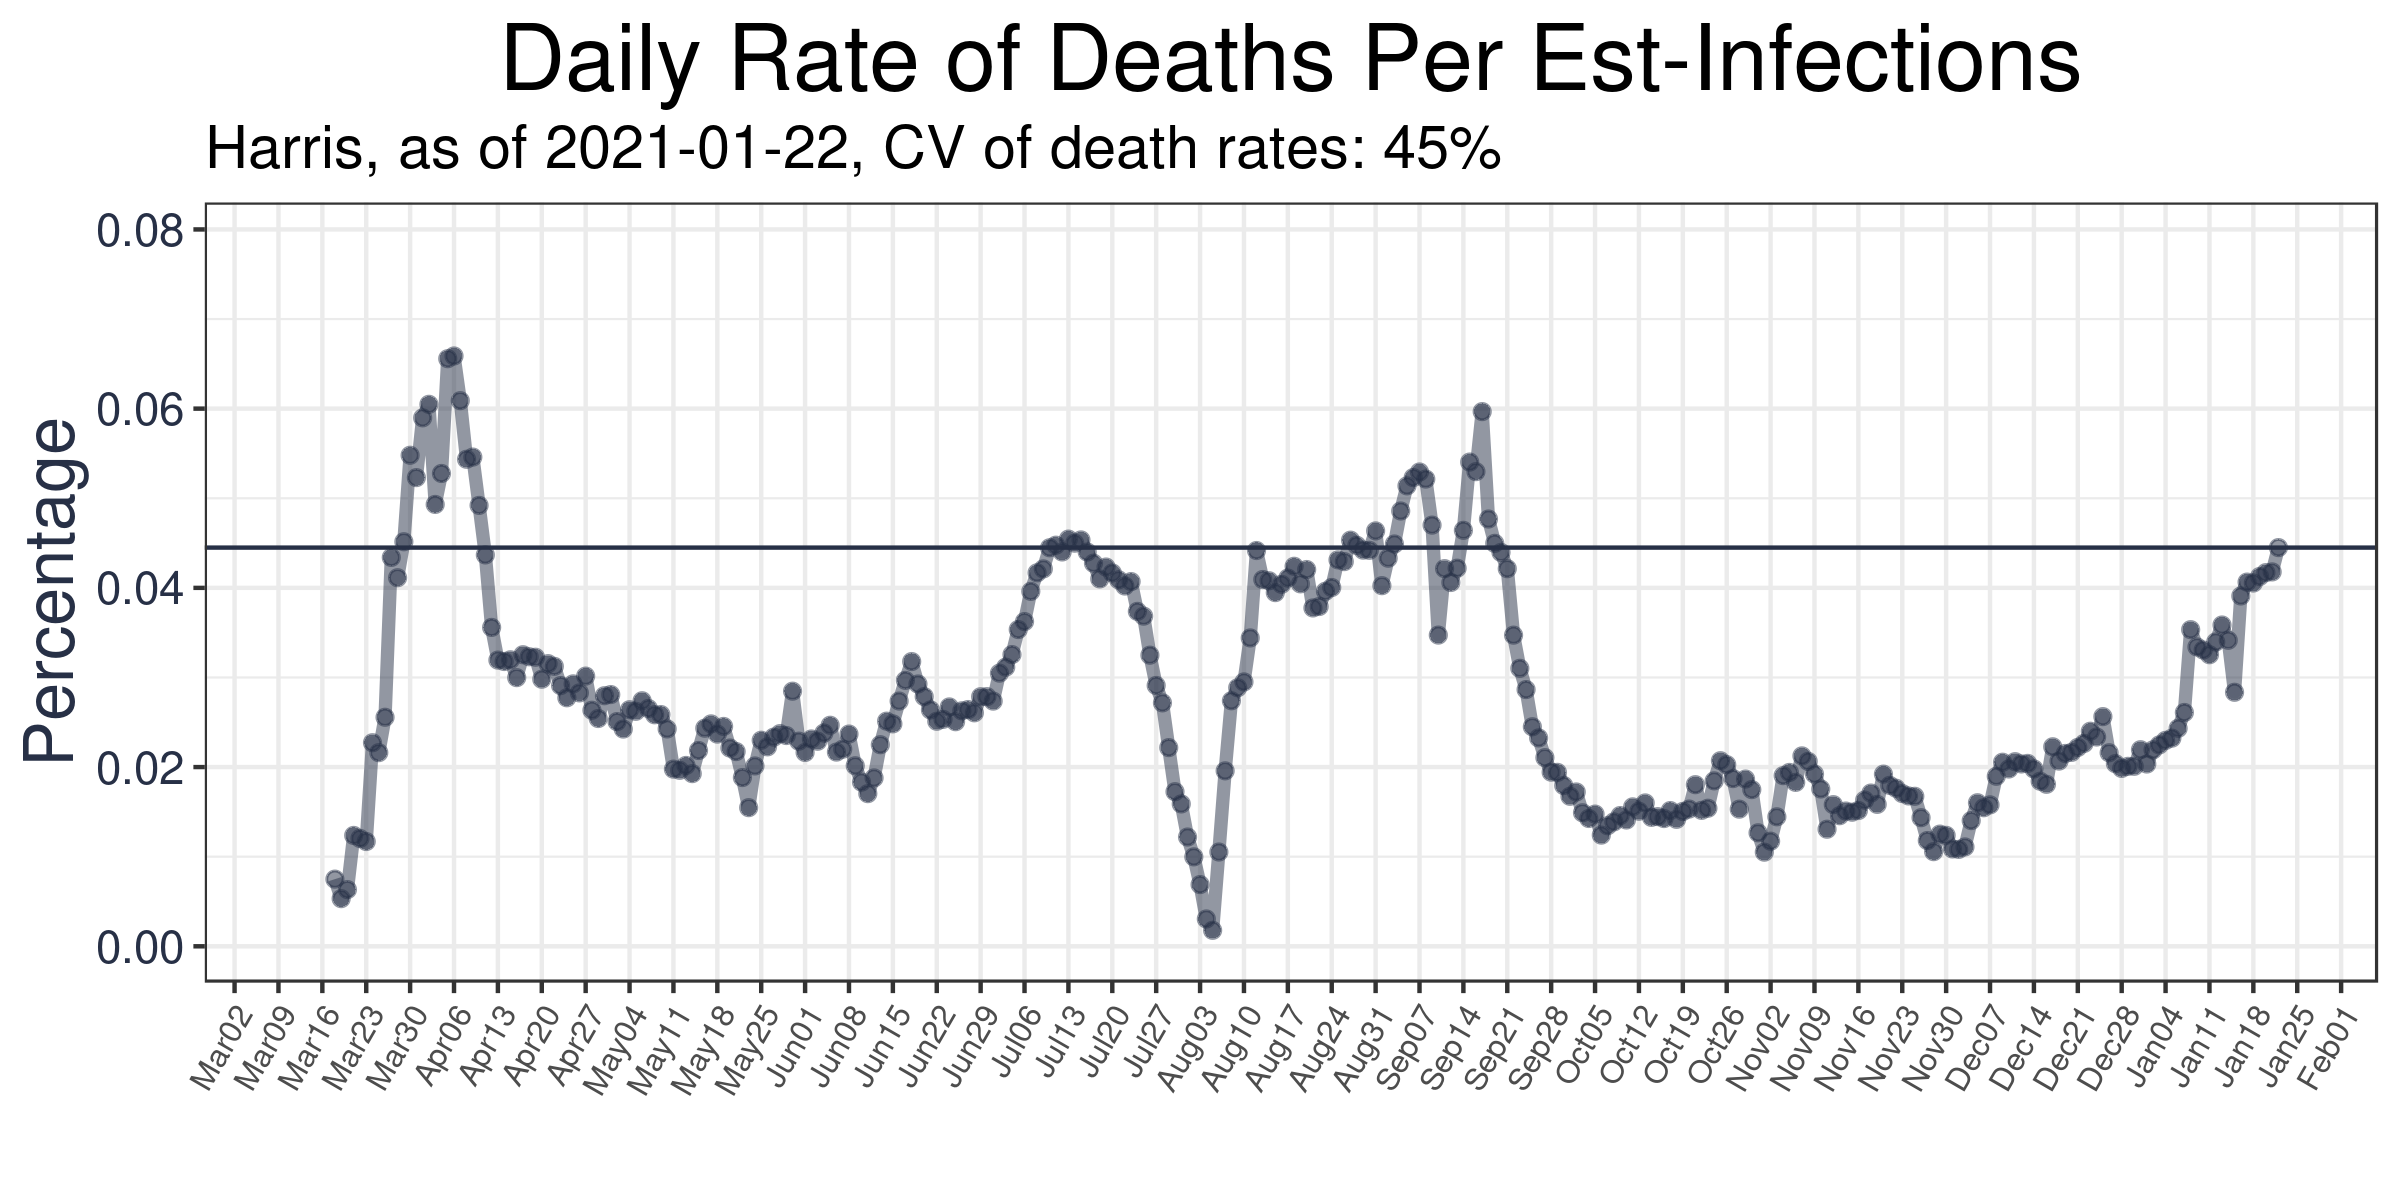 Daily Rate of Deaths Per Est-Infections
Harris, as of 2021-01-22, CV of death rates: 45%
Percentage
0.08
0.06
0.04
0.02
0.00
Mar02
Mar09
Mar16
Mar23
Mar30
Apr06
Apr13
Apr20
Apr27
May04
May11
May18
May25
Jun01
Jun08
Jun15
Jun22
Jun29
Jul06
Jul13
Jul20
Jul27
Aug03
Aug10
Aug17
Aug24
Aug31
Sep07
Sep14
Sep21
Sep28
Oct05
Oct12
Oct19
Oct26
Nov02
Nov09
Nov16
Nov23
Nov30
Dec07
Dec14
Dec21
Dec28
Jan04
Jan11
Jan18
Jan25
Feb01